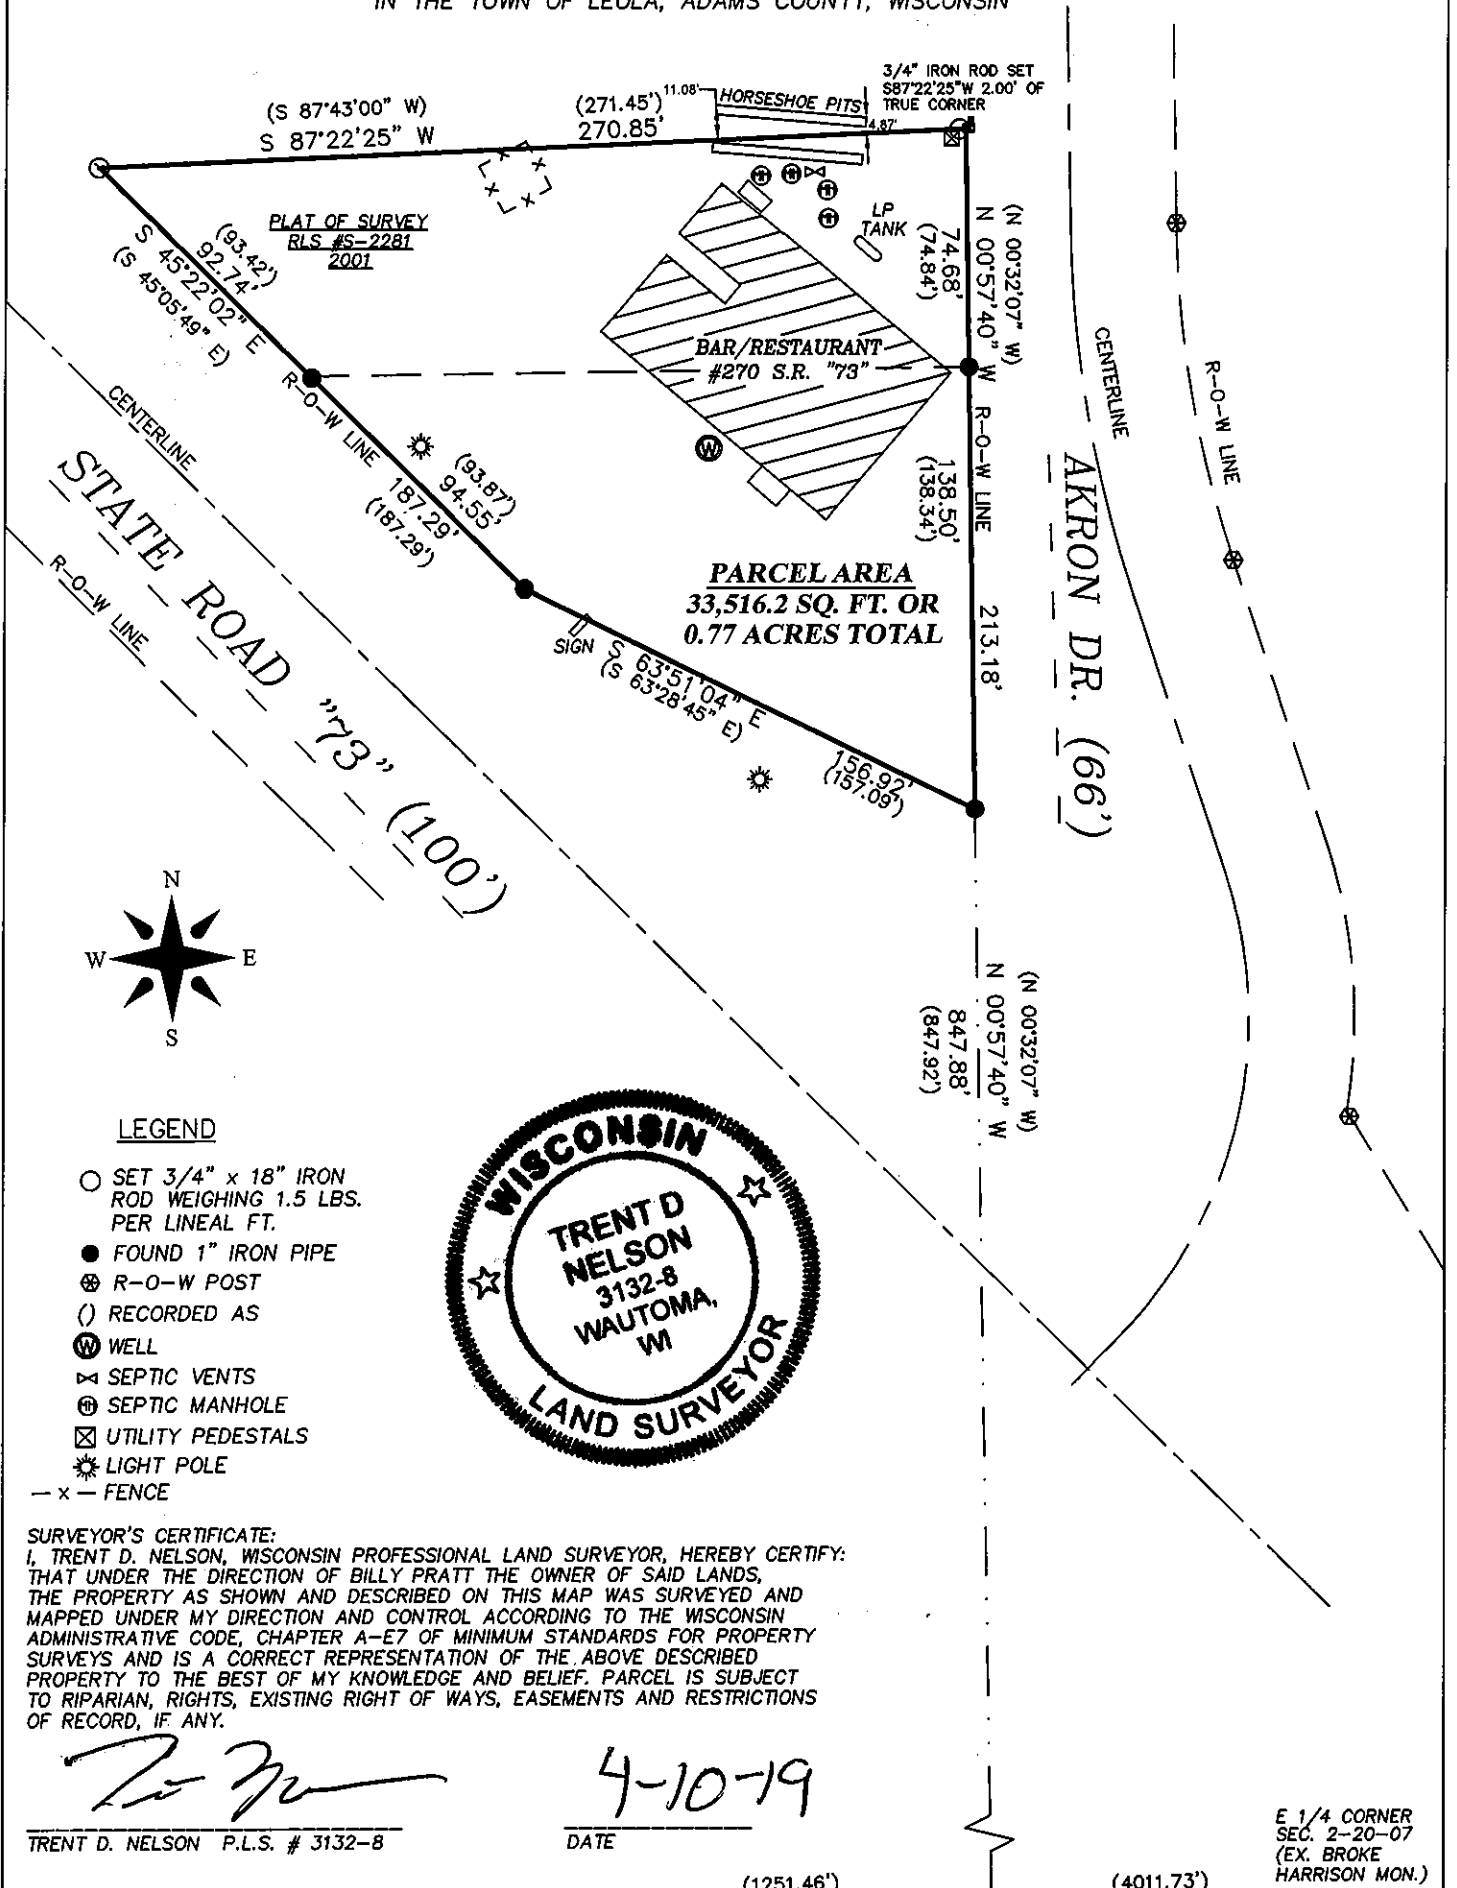 IN THE TOWN OF LEOLA, ADAMS COUNTY, WISCONSIN
3/4" IRON ROD SET
S87°22'25"W 2.00' OF
TRUE CORNER
(S 87°43'00" W)
S 87°22'25" W
(271.45')
270.85'
11.08'
HORSESHOE PITS
4.87'
PLAT OF SURVEY
RLS #S-2281
2001
LP
TANK
(93.42')
92.74'
S 45°22'02" E
(S 45°05'49" E)
(N 00°32'07" W)
N 00°57'40" W
74.68'
(74.84')
BAR/RESTAURANT
#270 S.R. "73"
CENTERLINE
R-O-W LINE
CENTERLINE
R-O-W LINE
R-O-W LINE
(93.87')
94.55'
187.29'
(187.29')
138.50'
(138.34')
STATE ROAD "73" (100')
R-O-W LINE
AKRON DR. (66')
PARCEL AREA
33,516.2 SQ. FT. OR
0.77 ACRES TOTAL
213.18'
SIGN
S 63°51'04" E
(S 63°28'45" E)
156.92'
(157.09')
N
W
E
S
(N 00°32'07" W)
N 00°57'40" W
847.88'
(847.92')
LEGEND
SET 3/4" x 18" IRON
ROD WEIGHING 1.5 LBS.
PER LINEAL FT.
FOUND 1" IRON PIPE
R-O-W POST
() RECORDED AS
W WELL
SEPTIC VENTS
MH SEPTIC MANHOLE
UTILITY PEDESTALS
LIGHT POLE
— x — FENCE
WISCONSIN
TRENT D
NELSON
3132-8
WAUTOMA,
WI
LAND SURVEYOR
SURVEYOR'S CERTIFICATE:
I, TRENT D. NELSON, WISCONSIN PROFESSIONAL LAND SURVEYOR, HEREBY CERTIFY:
THAT UNDER THE DIRECTION OF BILLY PRATT THE OWNER OF SAID LANDS,
THE PROPERTY AS SHOWN AND DESCRIBED ON THIS MAP WAS SURVEYED AND
MAPPED UNDER MY DIRECTION AND CONTROL ACCORDING TO THE WISCONSIN
ADMINISTRATIVE CODE, CHAPTER A-E7 OF MINIMUM STANDARDS FOR PROPERTY
SURVEYS AND IS A CORRECT REPRESENTATION OF THE ABOVE DESCRIBED
PROPERTY TO THE BEST OF MY KNOWLEDGE AND BELIEF. PARCEL IS SUBJECT
TO RIPARIAN, RIGHTS, EXISTING RIGHT OF WAYS, EASEMENTS AND RESTRICTIONS
OF RECORD, IF ANY.
4-10-19
TRENT D. NELSON P.L.S. # 3132-8
DATE
E 1/4 CORNER
SEC. 2-20-07
(EX. BROKE
HARRISON MON.)
(1251.46')
(4011.73')